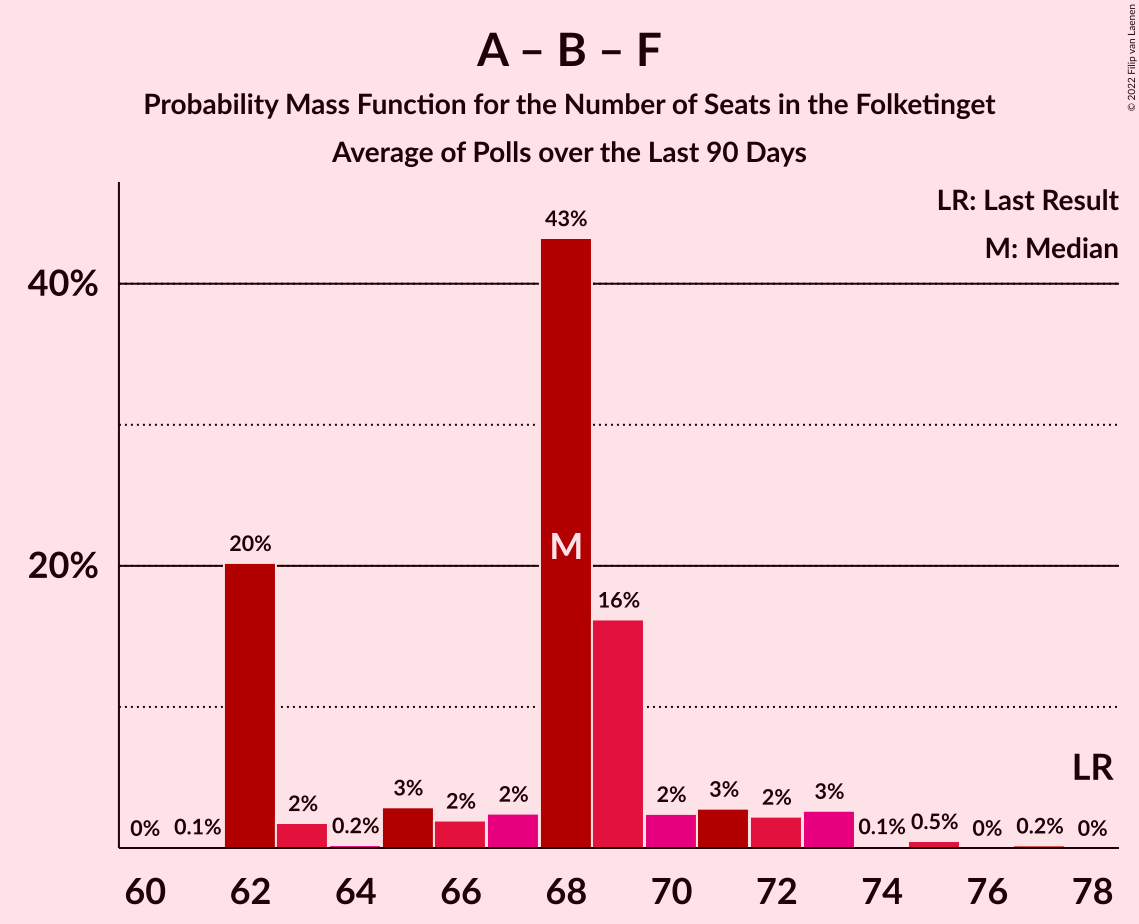 A – B – F
Probability Mass Function for the Number of Seats in the Folketinget
Average of Polls over the Last 90 Days
© 2022 Filip van Laenen
LR: Last Result
M: Median
40%
20%
0%
0.1%
20%
2%
0.2%
3%
2%
2%
43%
M
16%
2%
3%
2%
3%
0.1%
0.5%
0%
0.2%
0%
LR
60 62 64 66 68 70 72 74 76 78